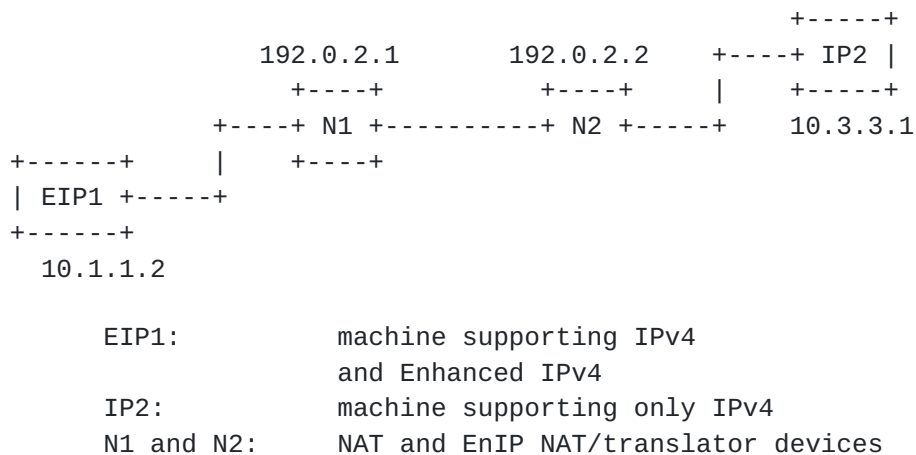 192.0.2.1 192.0.2.2 IP2
N1 N2 10.3.3.1
EIP1
10.1.1.2
EIP1: machine supporting IPv4
and Enhanced IPv4
IP2: machine supporting only IPv4
N1 and N2: NAT and EnIP NAT/translator devices